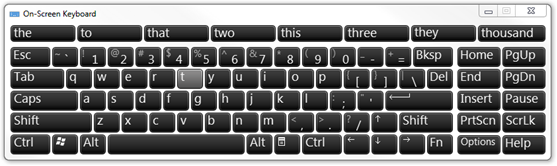 On-Screen Keyboard
the to that two this three they thousand
Esc ~ ` ! 1 @ 2 # 3 $ 4 % 5 ^ 6 & 7 * 8 ( 9 ) 0 _ - + = Bksp Home PgUp
Tab q w e r t y u i o p { [ } ] | \ Del End PgDn
Caps a s d f g h j k l : ; " ' Insert Pause
Shift z x c v b n m < , > . ? / ↑ Shift PrtScn ScrLk
Ctrl Alt Alt Ctrl ← ↓ → Fn Options Help